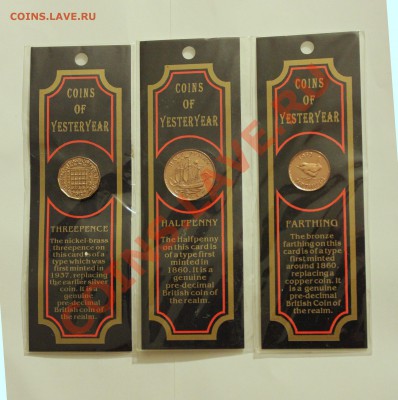 COINS.LAVE.RU
COINS
OF
YESTERYEAR
THREEPENCE
The nickel-brass
threepence on
this card is of a
type which was
first minted in
1937, replacing
the earlier silver
coin. It is a
genuine
pre-decimal
British coin of
the realm.
COINS
OF
YESTERYEAR
HALFPENNY
The Halfpenny
on this card is
of a type first
minted in
1860. It is a
genuine
pre-decimal
British coin of
the realm.
COINS
OF
YESTERYEAR
FARTHING
The bronze
farthing on this
card is of a type
first minted
around 1860,
replacing a
copper coin. It
is a genuine
pre-decimal
British Coin of
the realm.
COINS.LAVE.RU